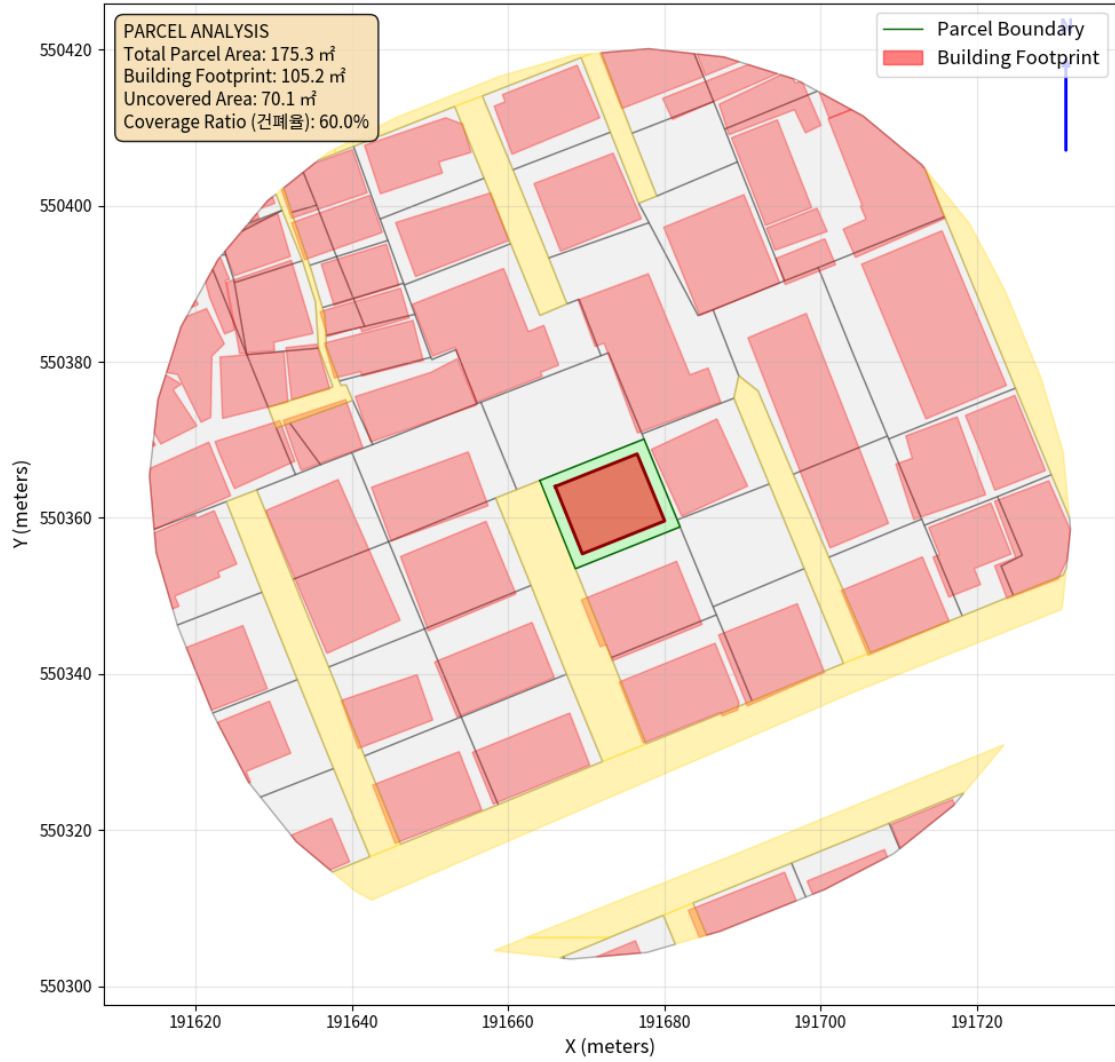 PARCEL ANALYSIS
Total Parcel Area: 175.3 ㎡
Building Footprint: 105.2 ㎡
Uncovered Area: 70.1 ㎡
Coverage Ratio (건폐율): 60.0%
Parcel Boundary
Building Footprint
N
550420
550400
550380
550360
550340
550320
550300
Y (meters)
191620
191640
191660
191680
191700
191720
X (meters)